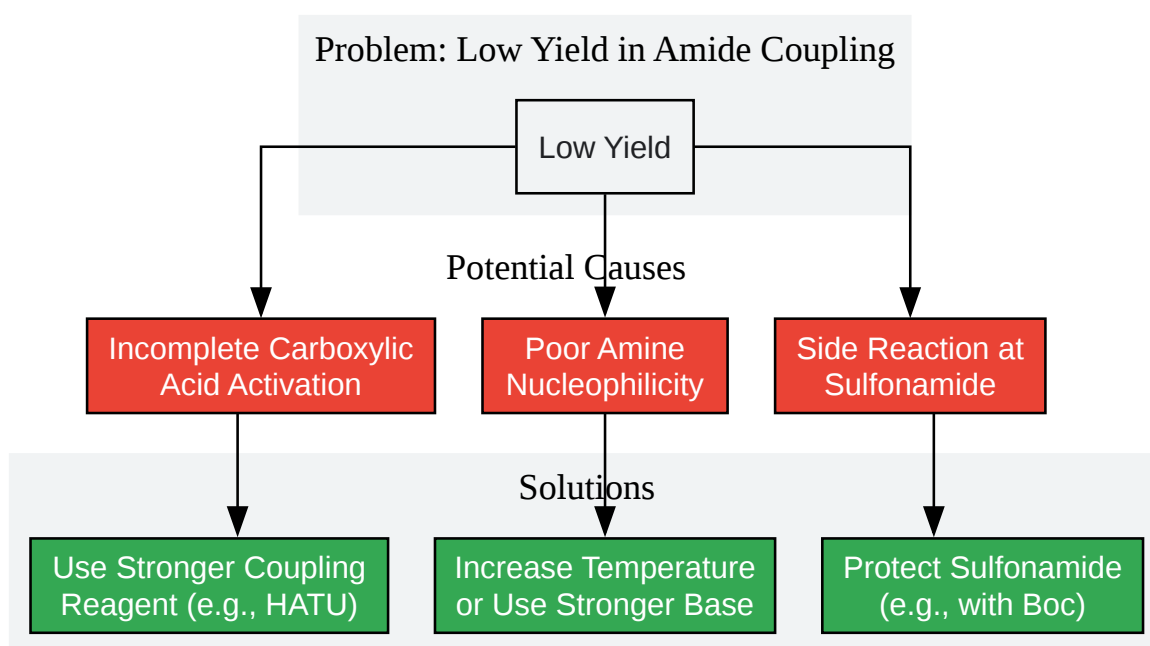 Problem: Low Yield in Amide Coupling
Low Yield
Potential Causes
Incomplete Carboxylic
Acid Activation
Poor Amine
Nucleophilicity
Side Reaction at
Sulfonamide
Solutions
Use Stronger Coupling
Reagent (e.g., HATU)
Increase Temperature
or Use Stronger Base
Protect Sulfonamide
(e.g., with Boc)